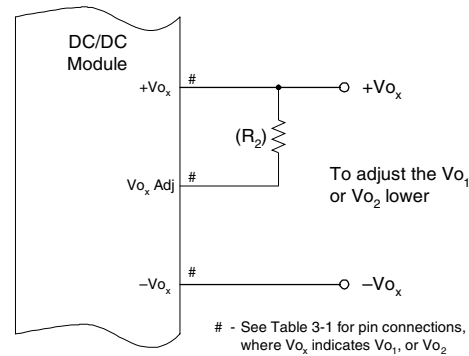 DC/DC
Module
+Voₓ # +Voₓ
(R₂)
Voₓ Adj #
To adjust the Vo₁
or Vo₂ lower
–Voₓ # –Voₓ
# - See Table 3-1 for pin connections,
where Voₓ indicates Vo₁, or Vo₂